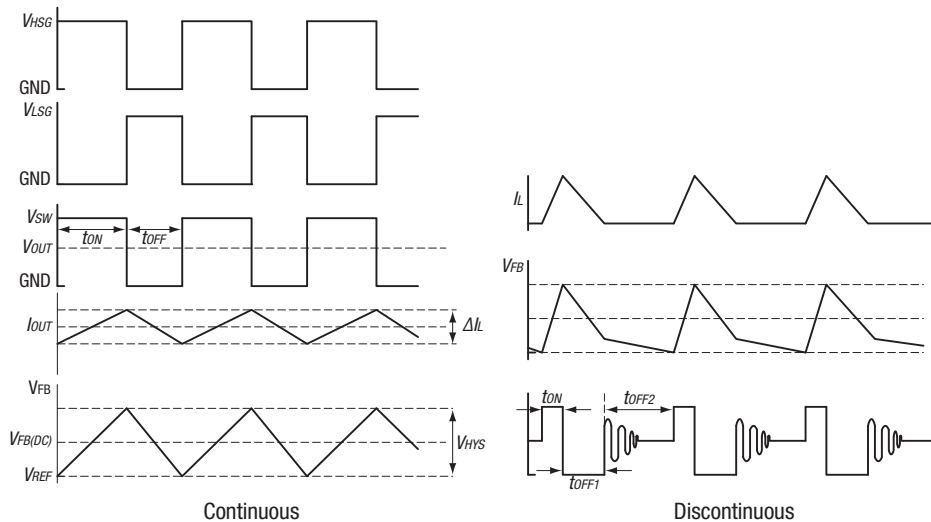 VHSG
GND
VLSG
GND
VSW
tON
tOFF
VOUT
GND
IOUT
ΔIL
VFB
VFB(DC)
VHYS
VREF
Continuous
IL
VFB
tON
tOFF2
tOFF1
Discontinuous